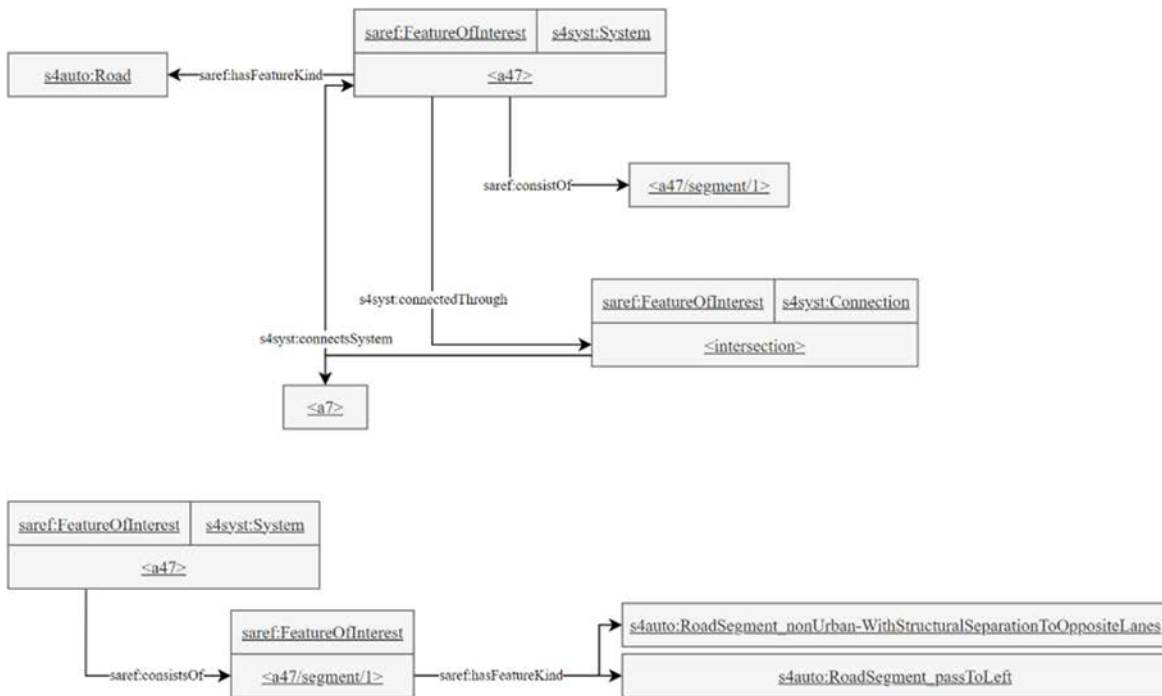 saref:FeatureOfInterest s4syst:System
s4auto:Road
saref:hasFeatureKind
<a47>
saref:consistOf
<a47/segment/1>
s4syst:connectedThrough
saref:FeatureOfInterest s4syst:Connection
s4syst:connectsSystem
<intersection>
<a7>
saref:FeatureOfInterest s4syst:System
<a47>
saref:FeatureOfInterest
s4auto:RoadSegment_nonUrban-WithStructuralSeparationToOppositeLanes
saref:consistsOf
<a47/segment/1>
saref:hasFeatureKind
s4auto:RoadSegment_passToLeft